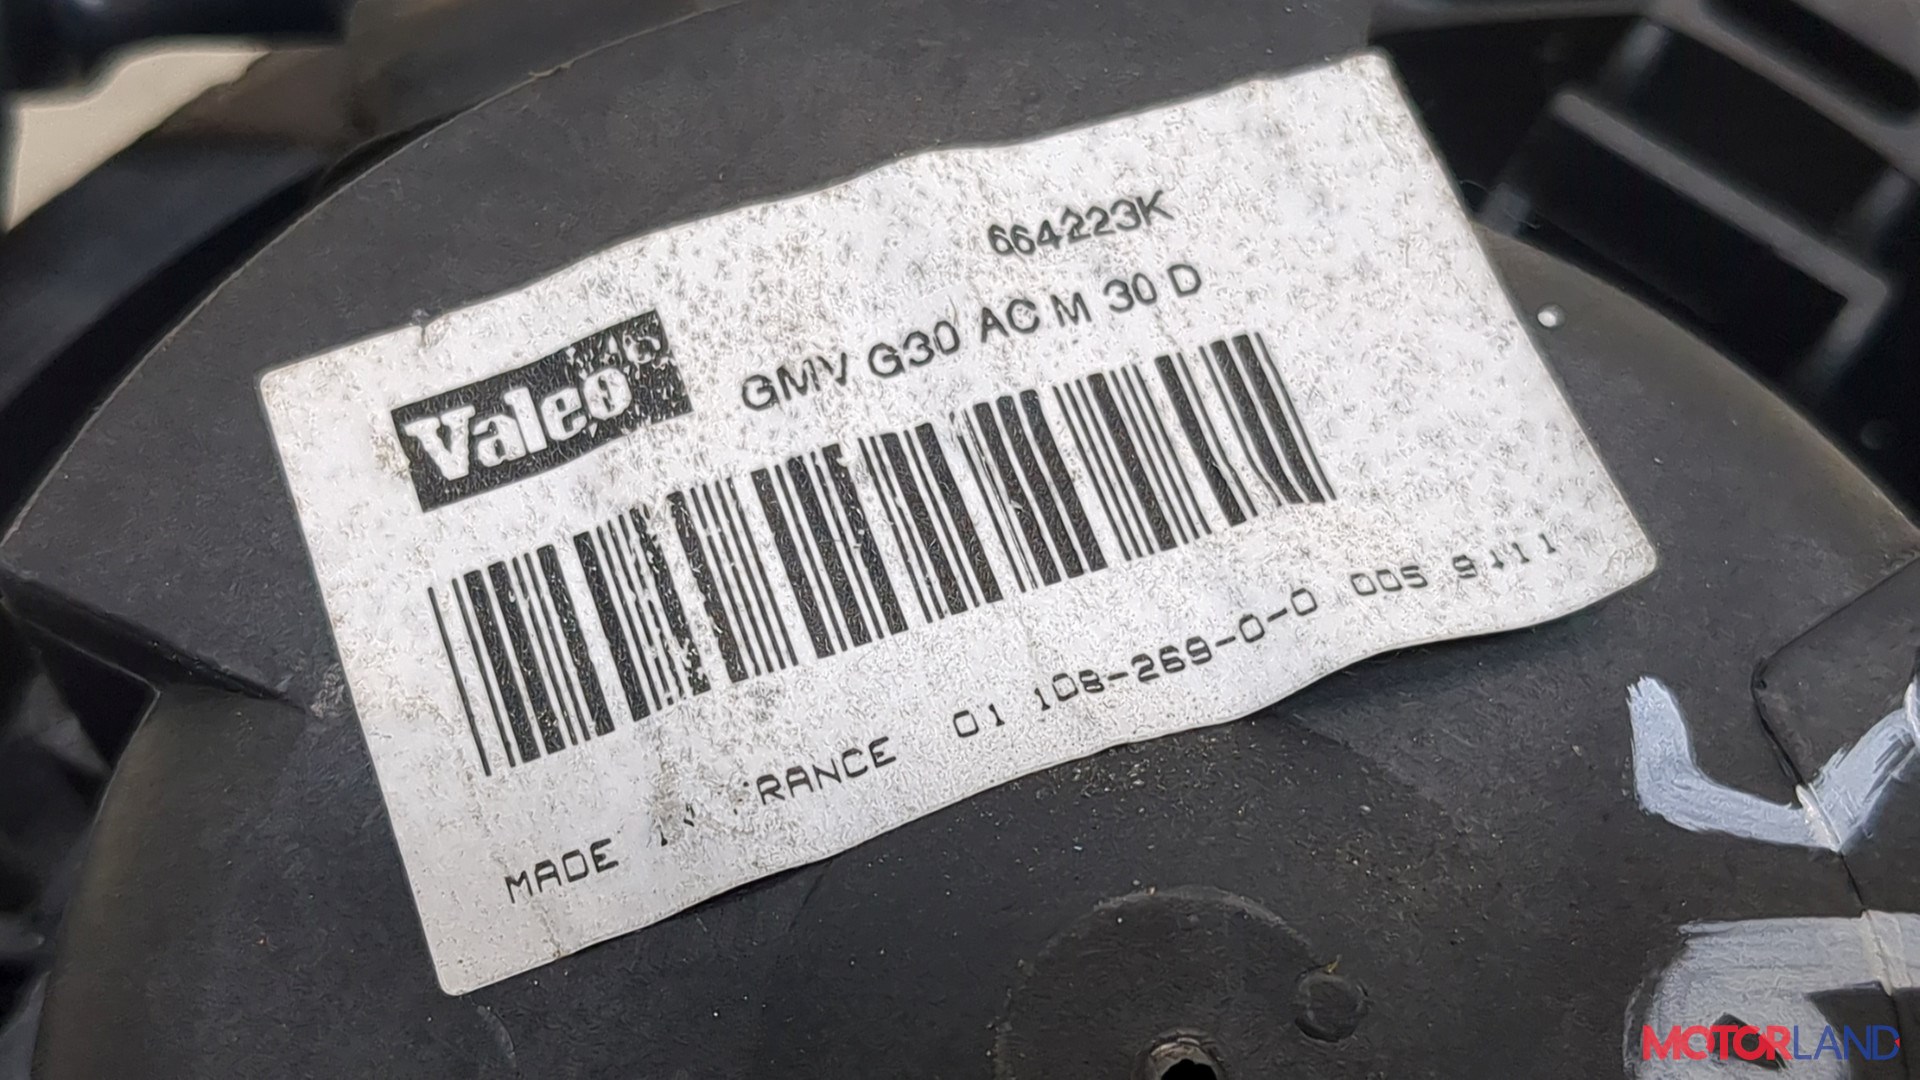 664223K
Valeo GMV G30 AC M 30 D
MADE RANCE 01 108-269-0-0 005 9111
MOTORLAND